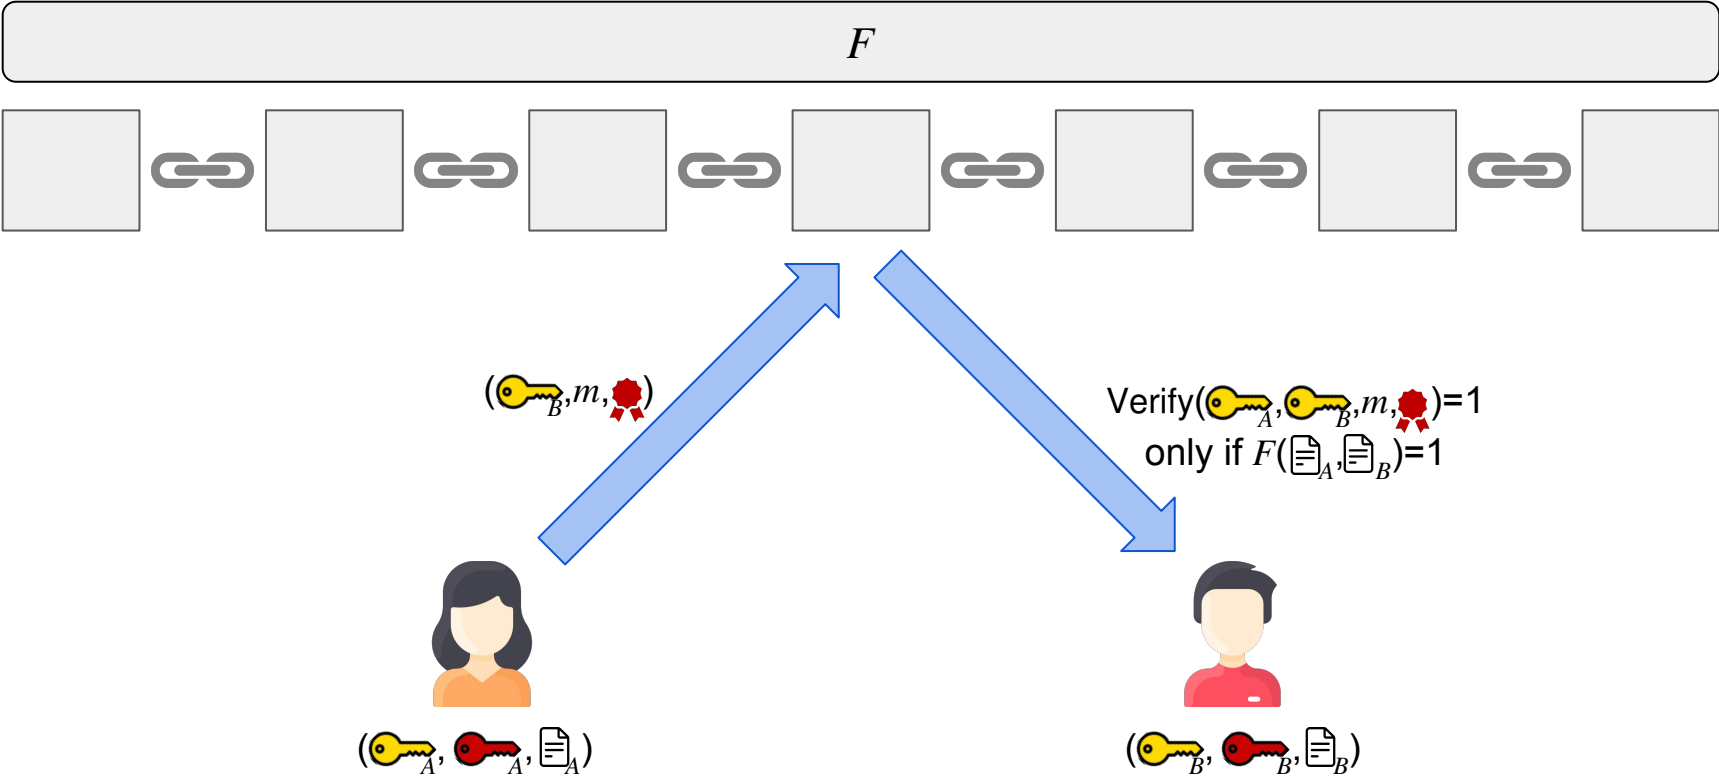 F
(B,m,)
Verify(A,B,m,)=1
only if F(A,B)=1
(A, A, A)
(B, B, B)